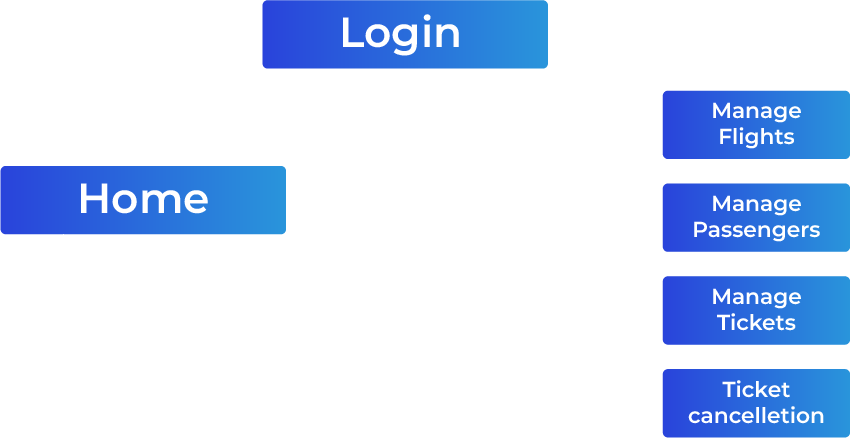 Login
Manage
Flights
Home
Manage
Passengers
Manage
Tickets
Ticket
cancelletion